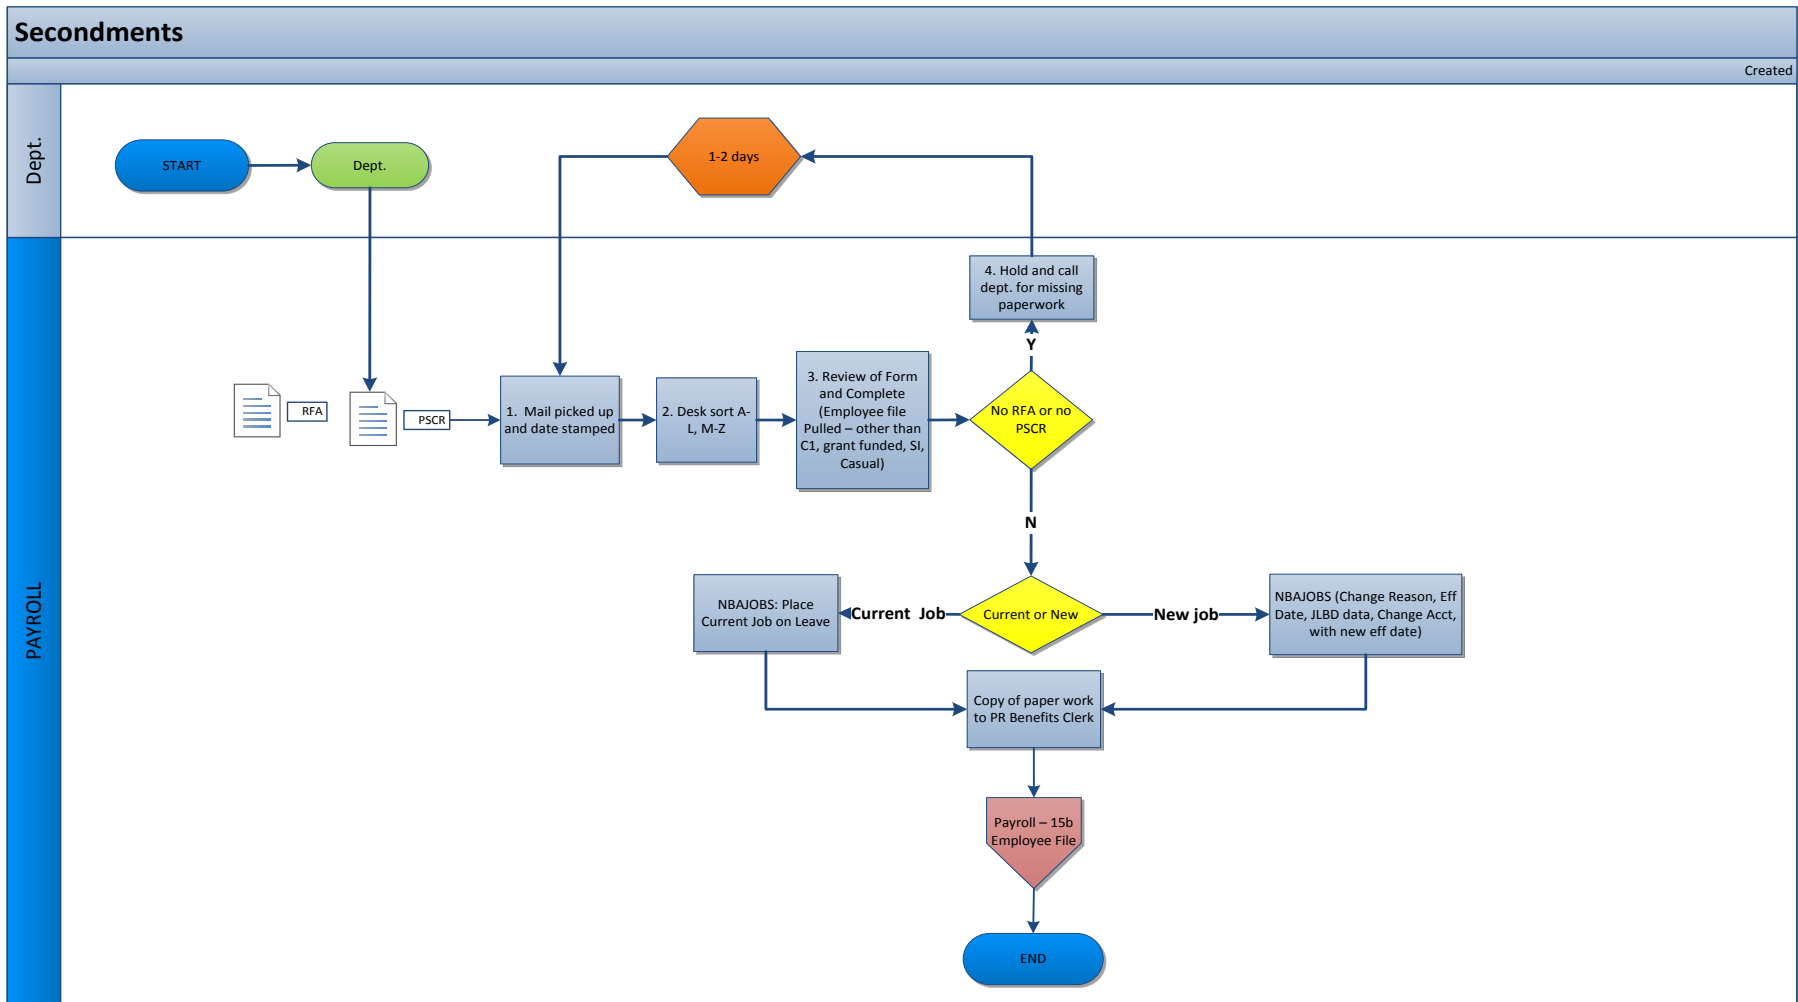 Secondments
Created
Dept.
START
Dept.
1-2 days
PAYROLL
4. Hold and call
dept. for missing
paperwork
Y
RFA
PSCR
1.  Mail picked up
and date stamped
2. Desk sort A-
L, M-Z
3. Review of Form
and Complete
(Employee file
Pulled – other than
C1, grant funded, SI,
Casual)
No RFA or no
PSCR
N
NBAJOBS: Place
Current Job on Leave
Current  Job
Current or New
New job
NBAJOBS (Change Reason, Eff
Date, JLBD data, Change Acct,
with new eff date)
Copy of paper work
to PR Benefits Clerk
Payroll – 15b
Employee File
END